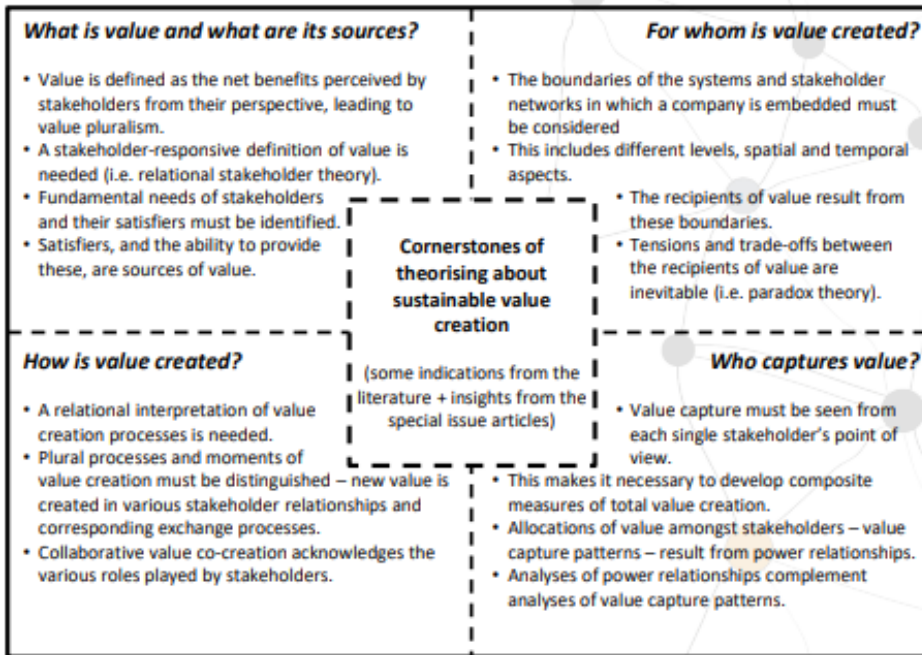 What is value and what are its sources?
• Value is defined as the net benefits perceived by
stakeholders from their perspective, leading to
value pluralism.
• A stakeholder-responsive definition of value is
needed (i.e. relational stakeholder theory).
• Fundamental needs of stakeholders
and their satisfiers must be identified.
• Satisfiers, and the ability to provide
these, are sources of value.
For whom is value created?
• The boundaries of the systems and stakeholder
networks in which a company is embedded must
be considered
• This includes different levels, spatial and temporal
aspects.
• The recipients of value result from
these boundaries.
• Tensions and trade-offs between
the recipients of value are
inevitable (i.e. paradox theory).
Cornerstones of
theorising about
sustainable value
creation
(some indications from the
literature + insights from the
special issue articles)
How is value created?
• A relational interpretation of value
creation processes is needed.
• Plural processes and moments of
value creation must be distinguished – new value is
created in various stakeholder relationships and
corresponding exchange processes.
• Collaborative value co-creation acknowledges the
various roles played by stakeholders.
Who captures value?
• Value capture must be seen from
each single stakeholder's point of
view.
• This makes it necessary to develop composite
measures of total value creation.
• Allocations of value amongst stakeholders – value
capture patterns – result from power relationships.
• Analyses of power relationships complement
analyses of value capture patterns.